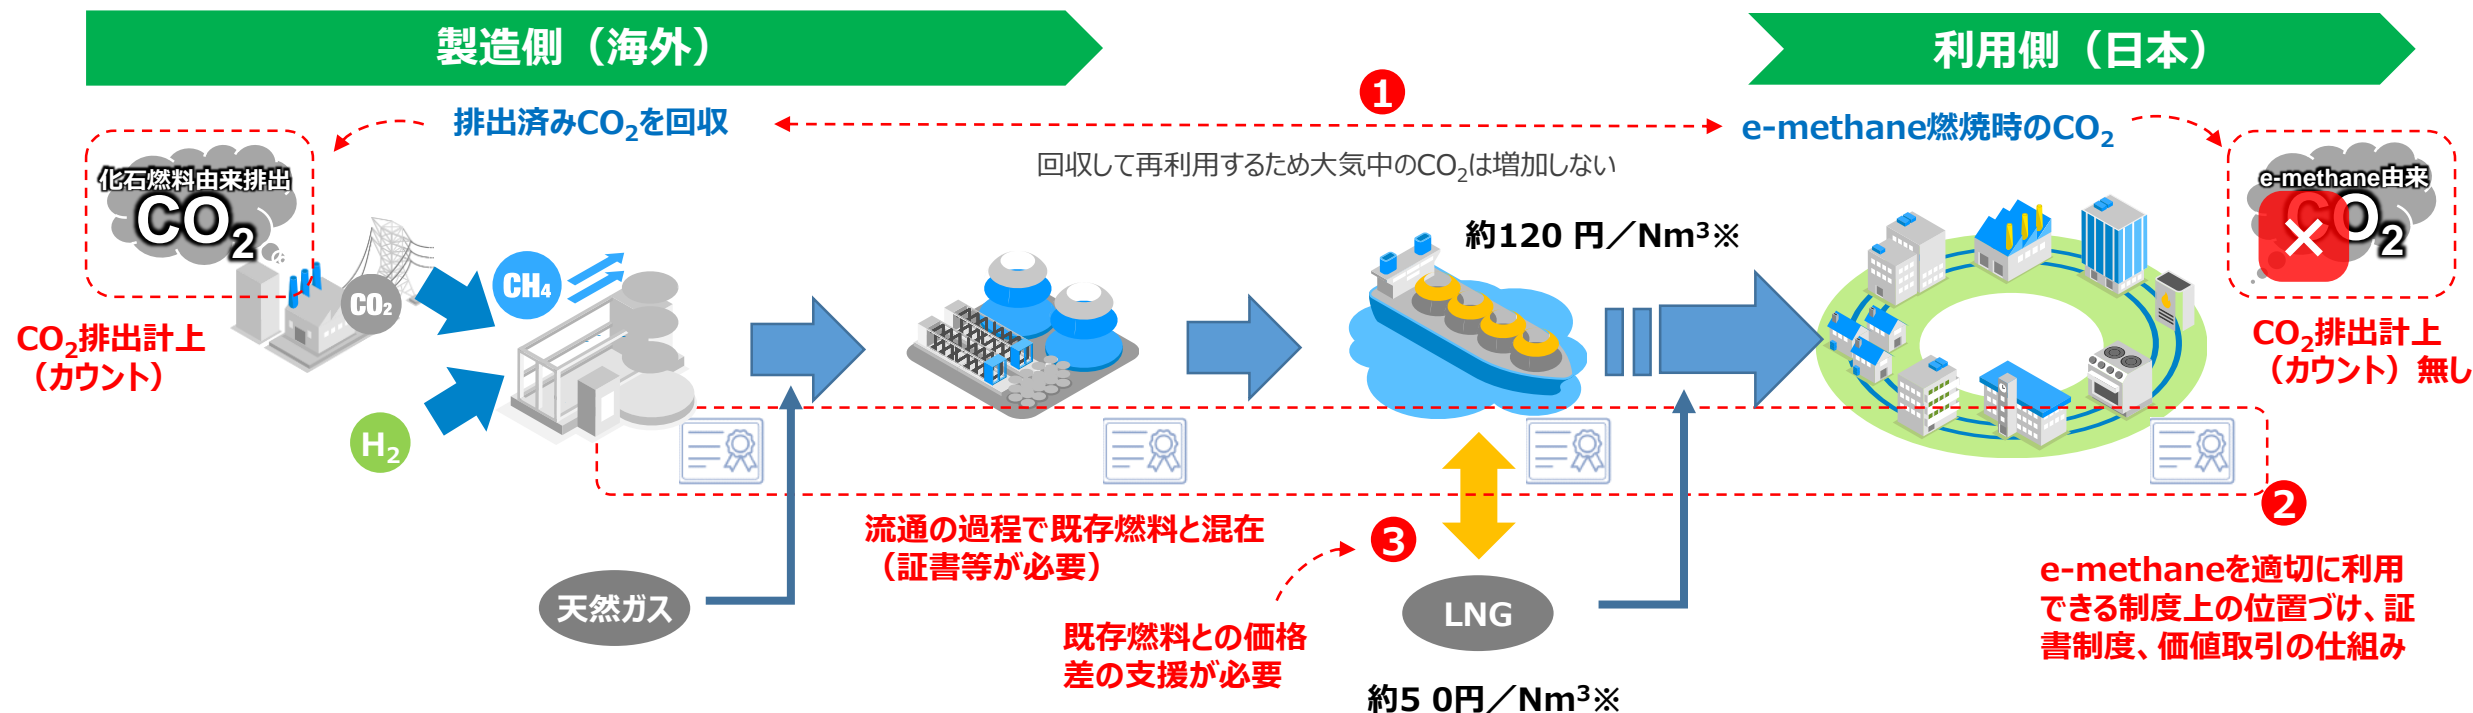 製造側（海外）
利用側（日本）
❶
排出済みCO2を回収
e-methane燃焼時のCO2
回収して再利用するため大気中のCO2は増加しない
化石燃料由来排出
CO2
e-methane由来
CO2
×
約120 円／Nm3※
CO2
CH4
CO2排出計上
（カウント）
CO2排出計上
（カウント）無し
H2
❷
流通の過程で既存燃料と混在
（証書等が必要）
❸
e-methaneを適切に利用
できる制度上の位置づけ、証
書制度、価値取引の仕組み
天然ガス
LNG
既存燃料との価格
差の支援が必要
約5 0円／Nm3※